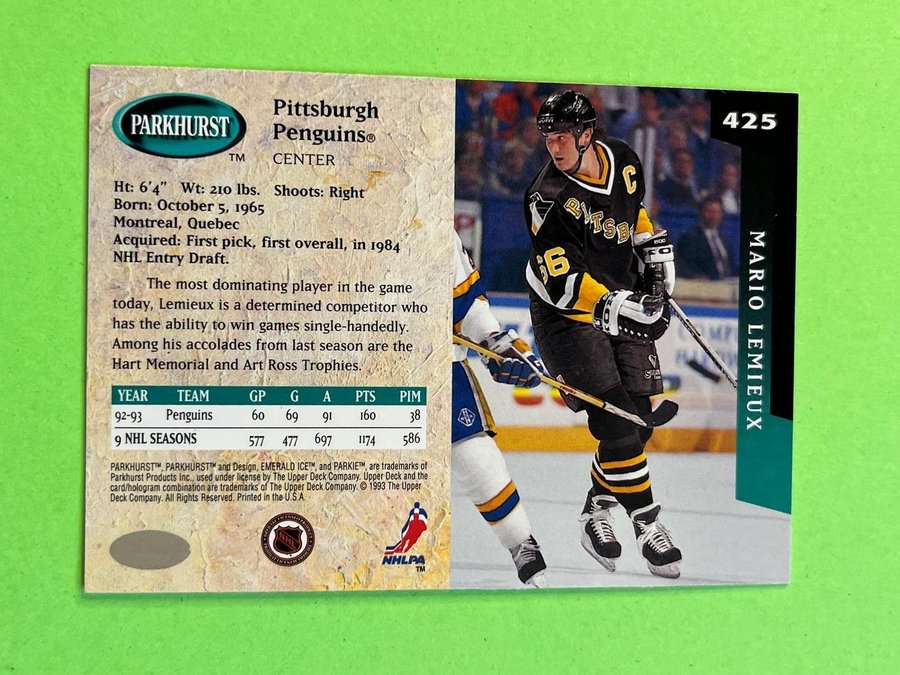 PARKHURST
TM
Pittsburgh
Penguins®
CENTER
Ht: 6'4" Wt: 210 lbs. Shoots: Right
Born: October 5, 1965
Montreal, Quebec
Acquired: First pick, first overall, in 1984
NHL Entry Draft.
The most dominating player in the game
today, Lemieux is a determined competitor who
has the ability to win games single-handedly.
Among his accolades from last season are the
Hart Memorial and Art Ross Trophies.
YEAR TEAM GP G A PTS PIM
92-93 Penguins 60 69 91 160 38
9 NHL SEASONS 577 477 697 1174 586
PARKHURST™, PARKHURST™ and Design, EMERALD ICE™, and PARKIE™, are trademarks of
Parkhurst Products Inc., used under license by The Upper Deck Company. Upper Deck and the
card/hologram combination are trademarks of The Upper Deck Company. © 1993 The Upper
Deck Company. All Rights Reserved. Printed in the U.S.A.
NHL
NHLPA
TM
425
MARIO LEMIEUX
C
PITTSB
66